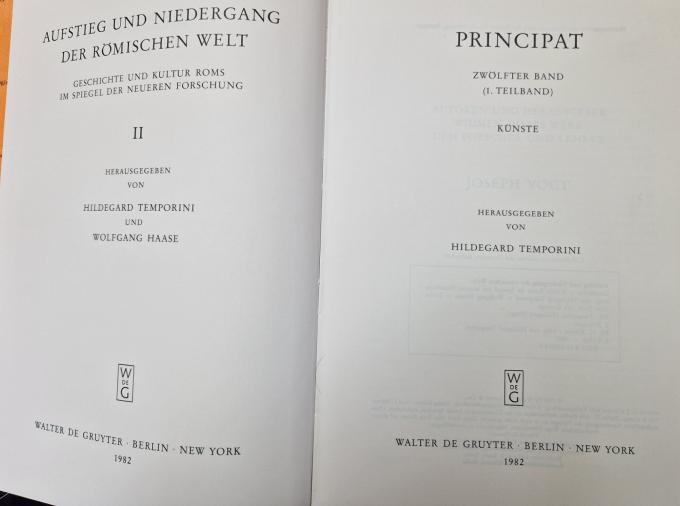 AUFSTIEG UND NIEDERGANG
DER RÖMISCHEN WELT
GESCHICHTE UND KULTUR ROMS
IM SPIEGEL DER NEUEREN FORSCHUNG
II
HERAUSGEGEBEN
VON
HILDEGARD TEMPORINI
UND
WOLFGANG HAASE
W
DE
G
WALTER DE GRUYTER · BERLIN · NEW YORK
1982
PRINCIPAT
ZWÖLFTER BAND
(1. TEILBAND)
KÜNSTE
JOSEPH VOGT
HERAUSGEGEBEN
VON
HILDEGARD TEMPORINI
W
DE
G
WALTER DE GRUYTER · BERLIN · NEW YORK
1982